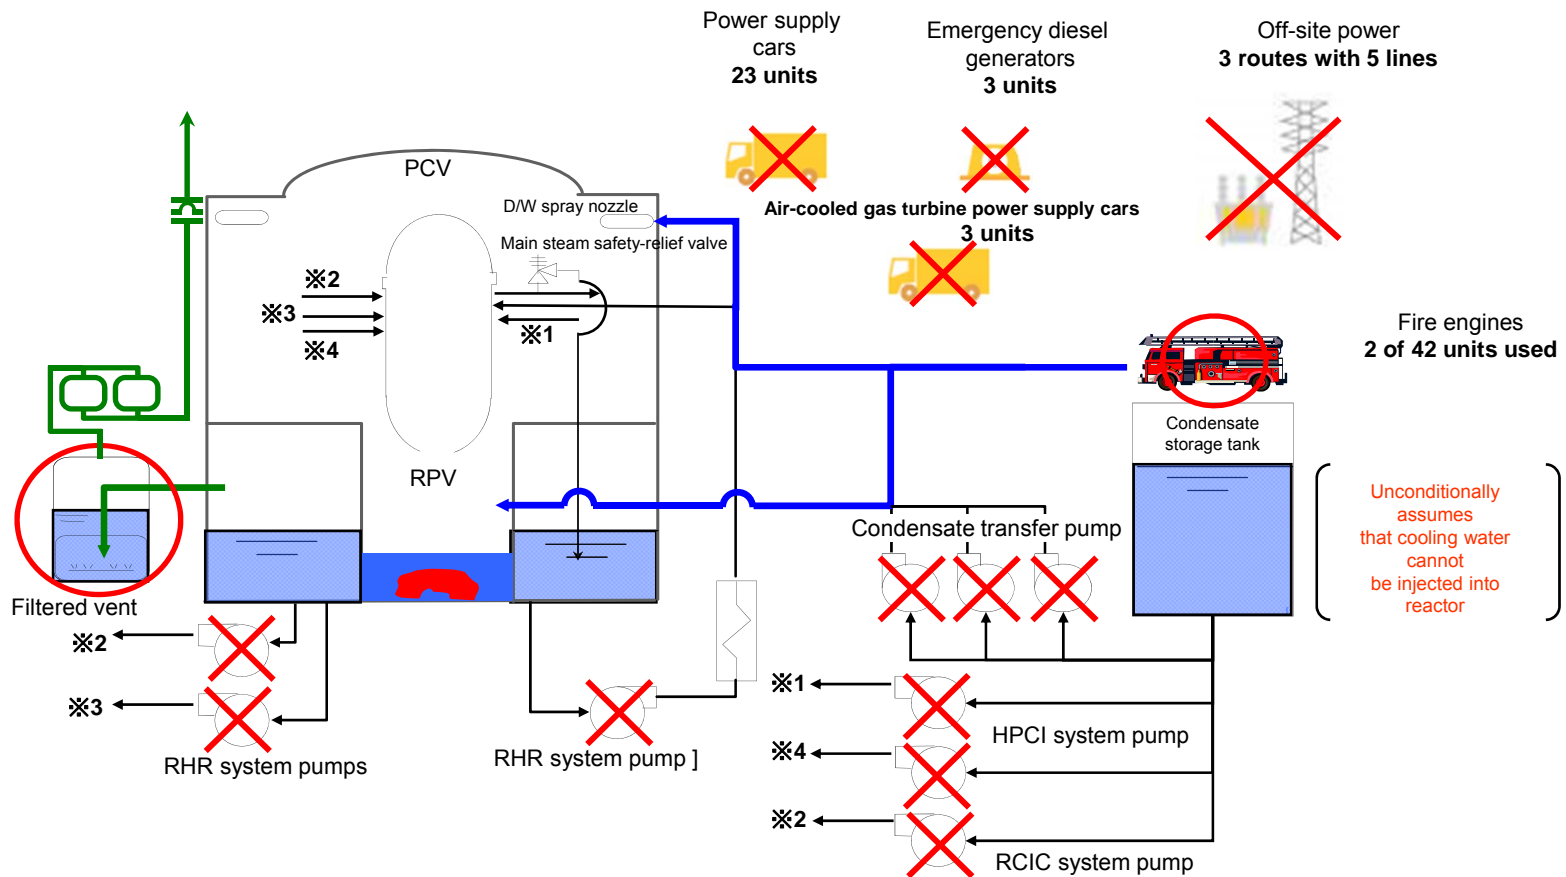 Power supply
cars
23 units
Emergency diesel
generators
3 units
Off-site power
3 routes with 5 lines
Air-cooled gas turbine power supply cars
3 units
PCV
D/W spray nozzle
Main steam safety-relief valve
※2
※3
※4
※1
Fire engines
2 of 42 units used
Condensate
storage tank
RPV
Unconditionally
assumes
that cooling water
cannot
be injected into
reactor
Condensate transfer pump
Filtered vent
※2
※3
RHR system pumps
RHR system pump ]
※1
HPCI system pump
※4
※2
RCIC system pump